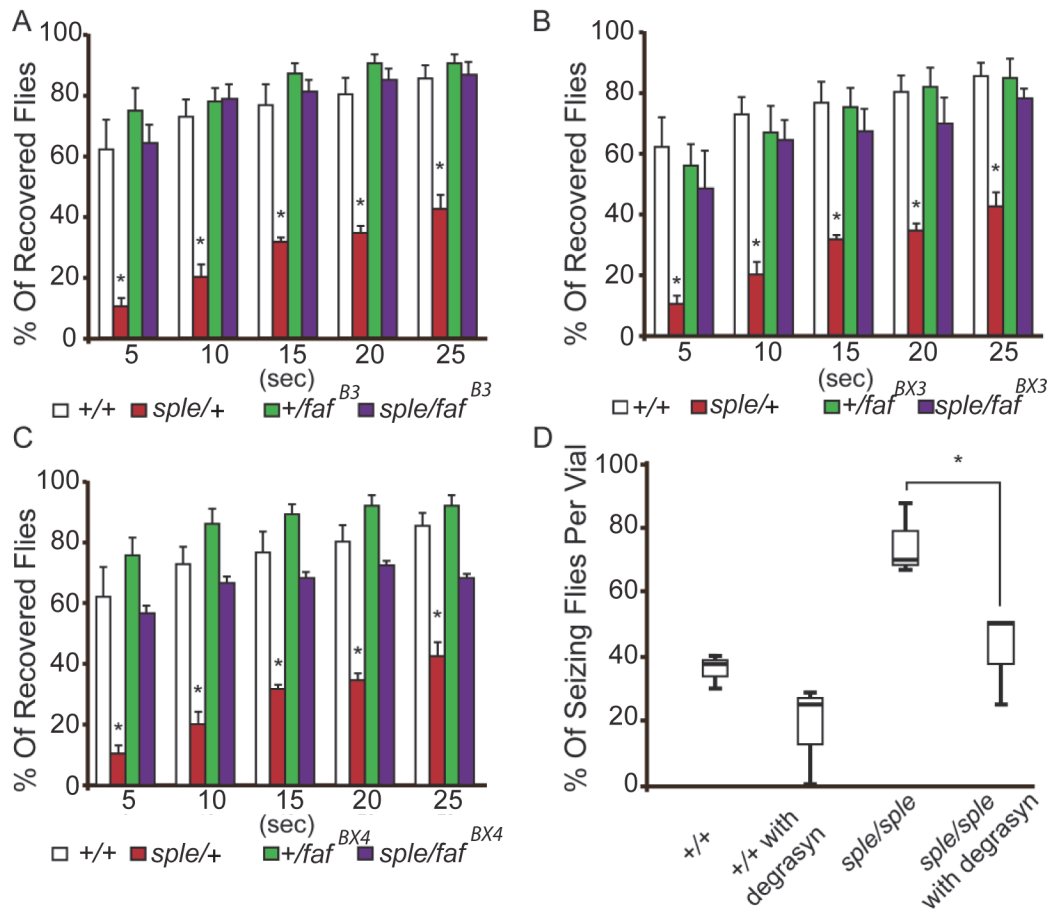 A
% Of Recovered Flies
100
80
60
40
20
0
* * * * *
5 10 15 20 25
(sec)
+/+ sple/+ +/faf B3 sple/faf B3
B
% Of Recovered Flies
100
80
60
40
20
0
* * * * *
5 10 15 20 25
(sec)
+/+ sple/+ +/faf BX3 sple/faf BX3
C
% Of Recovered Flies
100
80
60
40
20
0
* * * * *
5 10 15 20 25
(sec)
+/+ sple/+ +/faf BX4 sple/faf BX4
D
% Of Seizing Flies Per Vial
100
80
60
40
20
0
*
+/+
+/+ with
degrasyn
sple/sple
sple/sple
with degrasyn